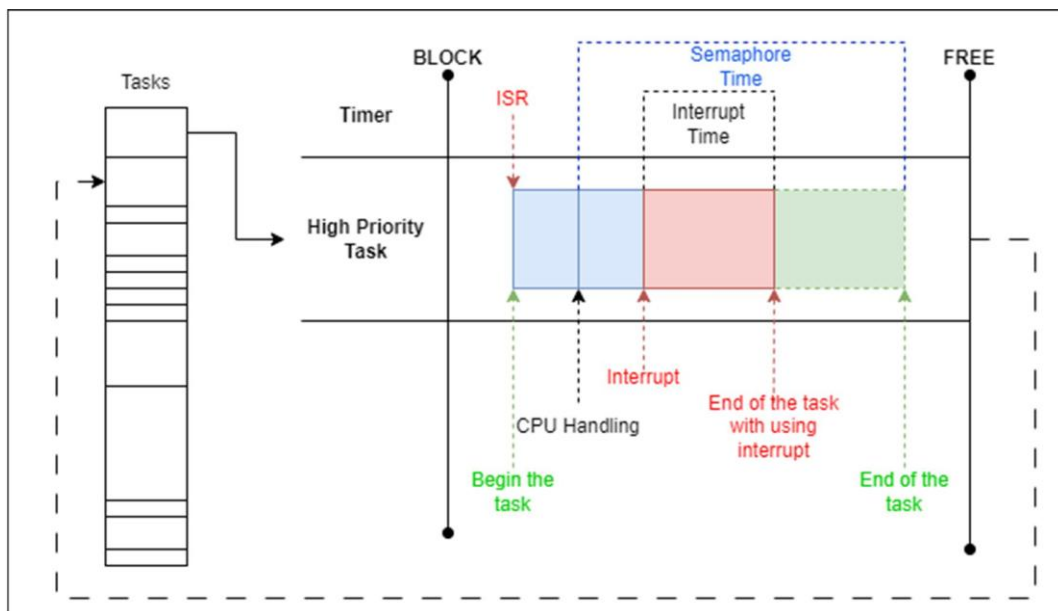 BLOCK
FREE
Semaphore
Time
Tasks
ISR
Timer
Interrupt
Time
High Priority
Task
Interrupt
CPU Handling
End of the task
with using
interrupt
Begin the
task
End of the
task